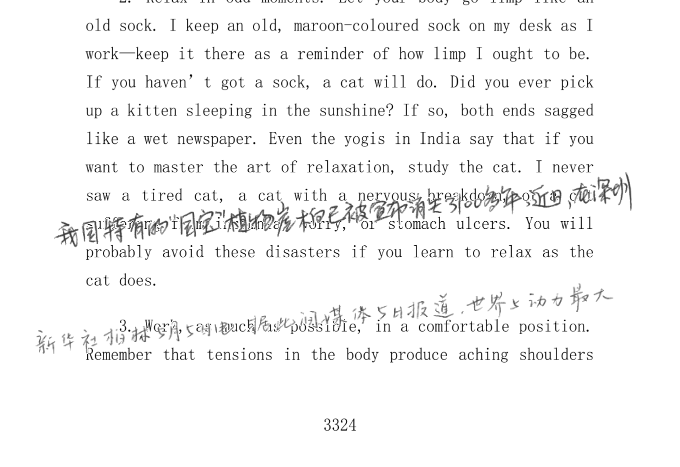 2. Relax in odd moments. Let your body go limp like an
old sock. I keep an old, maroon-coloured sock on my desk as I
work—keep it there as a reminder of how limp I ought to be.
If you haven't got a sock, a cat will do. Did you ever pick
up a kitten sleeping in the sunshine? If so, both ends sagged
like a wet newspaper. Even the yogis in India say that if you
want to master the art of relaxation, study the cat. I never
saw a tired cat, a cat with a nervous breakdown, or a cat
我国特有的"国宝"植物崖柏已被宣布消失了100多年,近日,在深圳
worry, or stomach ulcers. You will
probably avoid these disasters if you learn to relax as the
cat does.
新华社柏林5月5日电 据此间媒体5日报道,世界上动力最大
3. Work, as much as possible, in a comfortable position.
Remember that tensions in the body produce aching shoulders
3324